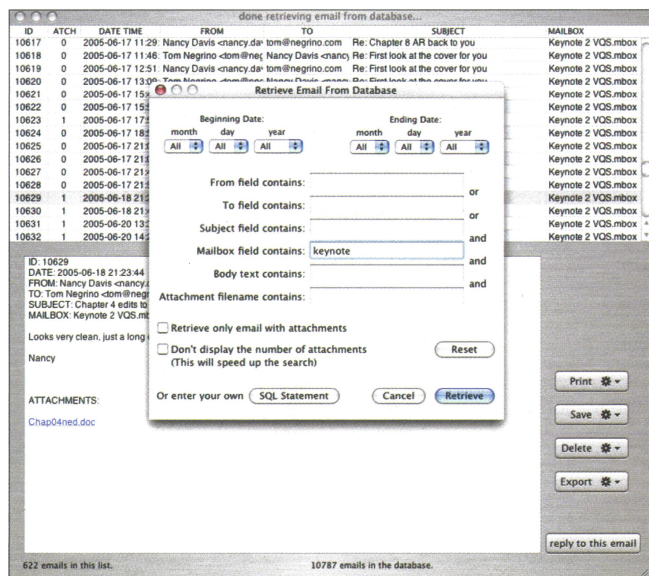 done retrieving email from database...
ID ATCH DATE TIME FROM TO SUBJECT MAILBOX
10617 0 2005-06-17 11:29 Nancy Davis <nancy.da tom@negrino.com Re: Chapter 8 AR back to you Keynote 2 VQS.mbox
10618 0 2005-06-17 11:46 Tom Negrino <dom@neg Nancy Davis <nancy Re: First look at the cover for you Keynote 2 VQS.mbox
10619 0 2005-06-17 12:51 Nancy Davis <nancy.da tom@negrino.com Re: First look at the cover for you Keynote 2 VQS.mbox
10620 0 2005-06-17 13:09 Tom Negrino Nancy Davis Re: First look at the cover for you Keynote 2 VQS.mbox
10621 0 2005-06-17 Keynote 2 VQS.mbox
10622 0 2005-06-17 Keynote 2 VQS.mbox
10623 1 2005-06-17 Keynote 2 VQS.mbox
10624 0 2005-06-17 Keynote 2 VQS.mbox
10625 0 2005-06-17 Keynote 2 VQS.mbox
10626 0 2005-06-17 Keynote 2 VQS.mbox
10627 0 2005-06-17 Keynote 2 VQS.mbox
10628 0 2005-06-17 Keynote 2 VQS.mbox
10629 1 2005-06-18 Keynote 2 VQS.mbox
10630 1 2005-06-18 Keynote 2 VQS.mbox
10631 1 2005-06-20 Keynote 2 VQS.mbox
10632 1 2005-06-20 Keynote 2 VQS.mbox
Retrieve Email From Database
Beginning Date: Ending Date:
month day year month day year
All All All All All All
From field contains:
or
To field contains:
or
Subject field contains:
and
Mailbox field contains: keynote
and
Body text contains:
and
Attachment filename contains:
Retrieve only email with attachments
Don't display the number of attachments
(This will speed up the search)
Reset
Or enter your own SQL Statement Cancel Retrieve
ID: 10629
DATE: 2005-06-18 21:23:44
FROM: Nancy Davis <nancy.
TO: Tom Negrino <dom@negr
SUBJECT: Chapter 4 edits to
MAILBOX: Keynote 2 VQS.mb
Looks very clean, just a long
Nancy
ATTACHMENTS:
Chap04ned.doc
Print
Save
Delete
Export
reply to this email
622 emails in this list. 10787 emails in the database.